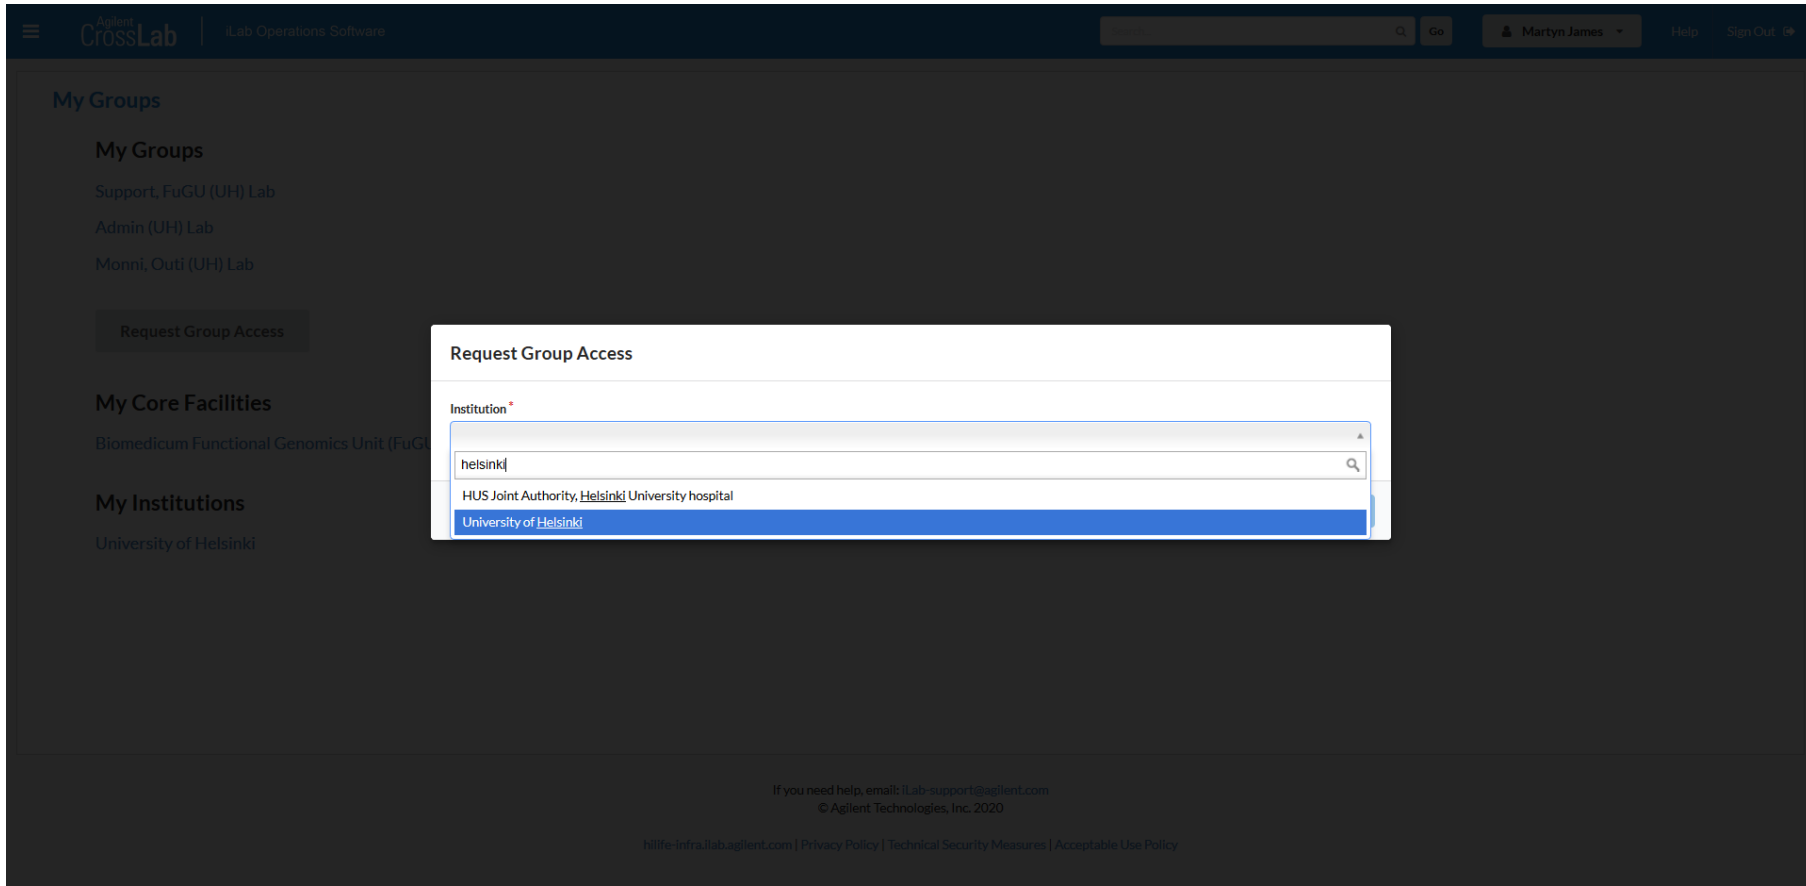 Agilent
CrossLab
iLab Operations Software
Go
Martyn James
Help
Sign Out
My Groups
My Groups
Support, FuGU (UH) Lab
Admin (UH) Lab
Monni, Outi (UH) Lab
Request Group Access
My Core Facilities
Biomedicum Functional Genomics Unit (FuGU
My Institutions
University of Helsinki
Request Group Access
Institution *
helsinki
HUS Joint Authority, Helsinki University hospital
University of Helsinki
If you need help, email: iLab-support@agilent.com
© Agilent Technologies, Inc. 2020
hilife-infra.ilab.agilent.com | Privacy Policy | Technical Security Measures | Acceptable Use Policy